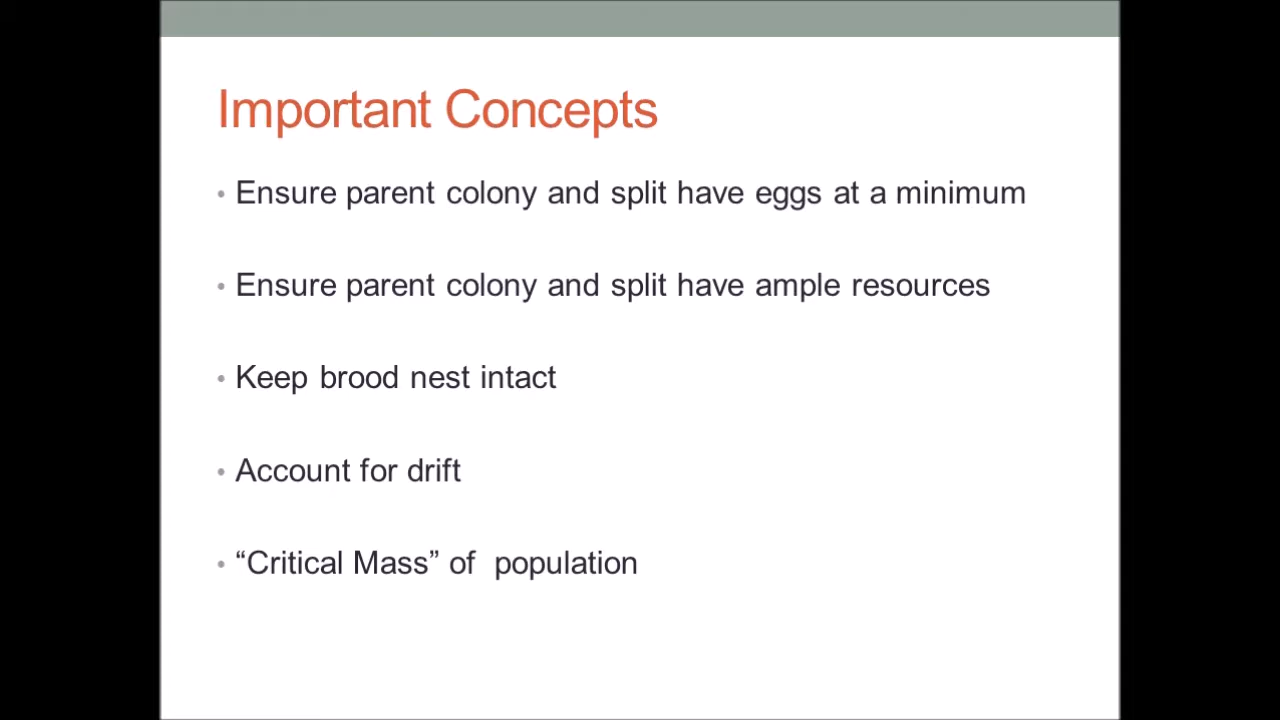 Important Concepts
• Ensure parent colony and split have eggs at a minimum
• Ensure parent colony and split have ample resources
• Keep brood nest intact
• Account for drift
• “Critical Mass” of  population